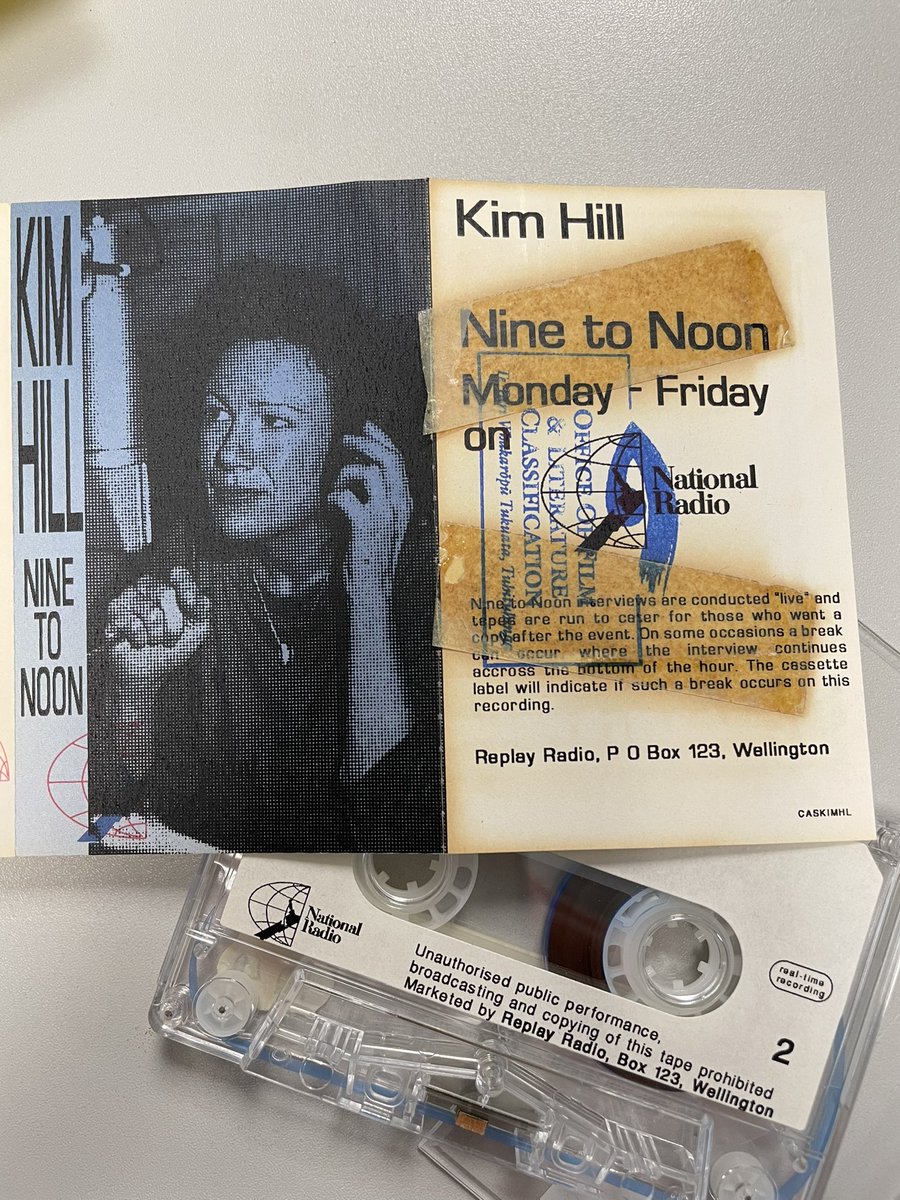 KIM
HILL
NINE
TO
NOON
Kim Hill
Nine to Noon
Monday - Friday
on
National
Radio
OFFICE OF FILM
& LITERATURE
CLASSIFICATION
Te Tari Whakarōpū Tukuata, Tuhituhinga
Nine to Noon interviews are conducted "live" and
tapes are run to cater for those who want a
copy after the event. On some occasions a break
can occur where the interview continues
accross the bottom of the hour. The cassette
label will indicate if such a break occurs on this
recording.
Replay Radio, P O Box 123, Wellington
CASKIMHL
National
Radio
Unauthorised public performance,
broadcasting and copying of this tape prohibited
Marketed by Replay Radio, Box 123, Wellington
real-time
recording
2